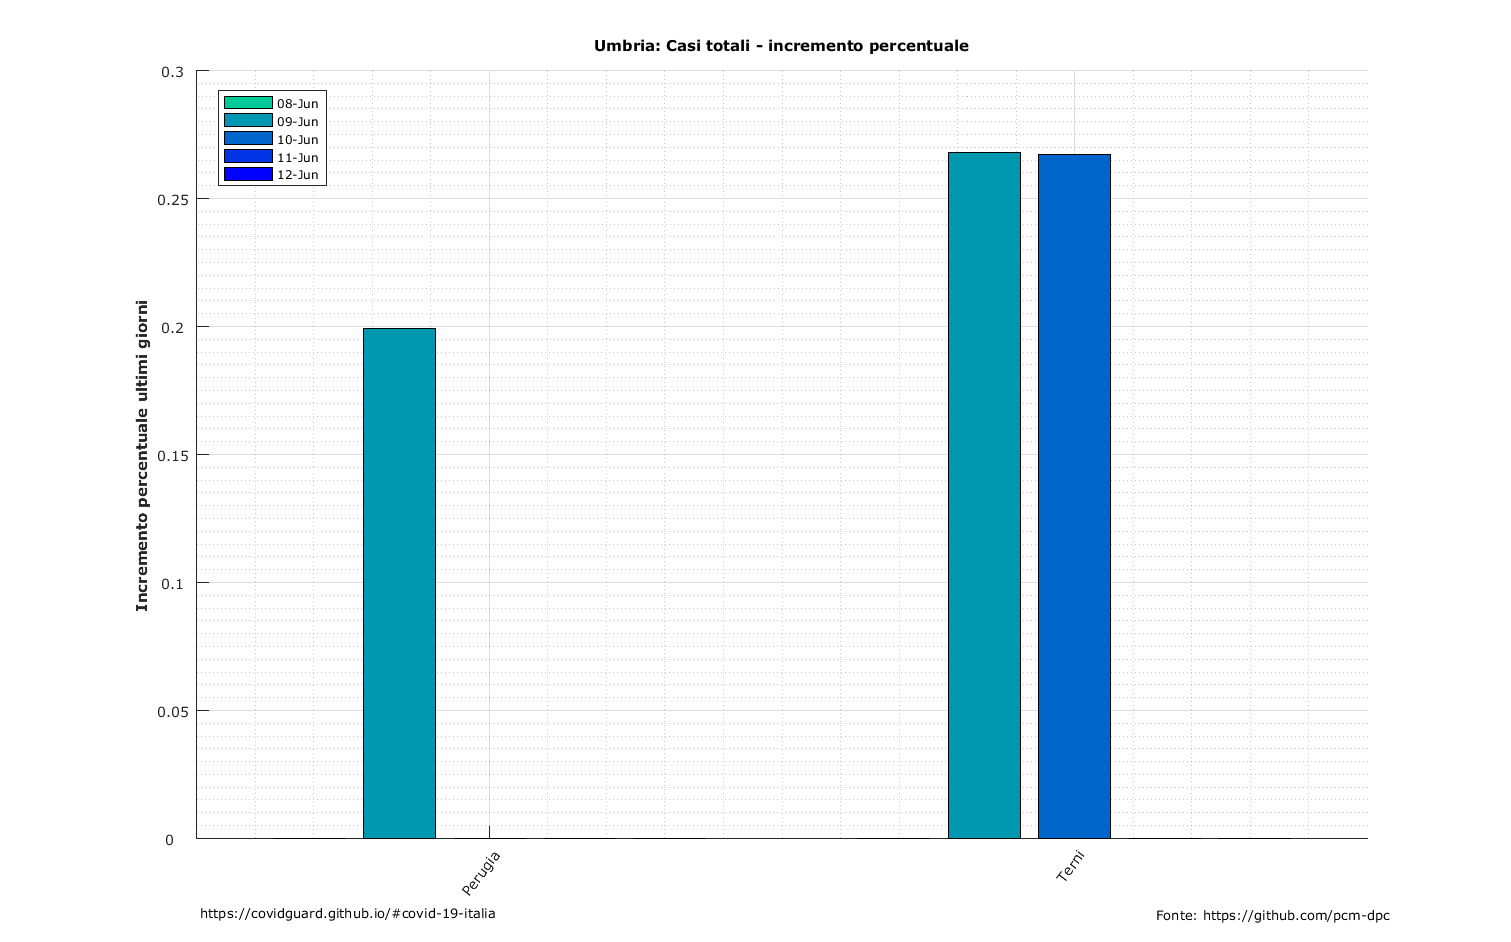 Umbria: Casi totali - incremento percentuale
0.3
0.25
0.2
0.15
0.1
0.05
0
Incremento percentuale ultimi giorni
08-Jun
09-Jun
10-Jun
11-Jun
12-Jun
Perugia
Terni
https://covidguard.github.io/#covid-19-italia
Fonte: https://github.com/pcm-dpc